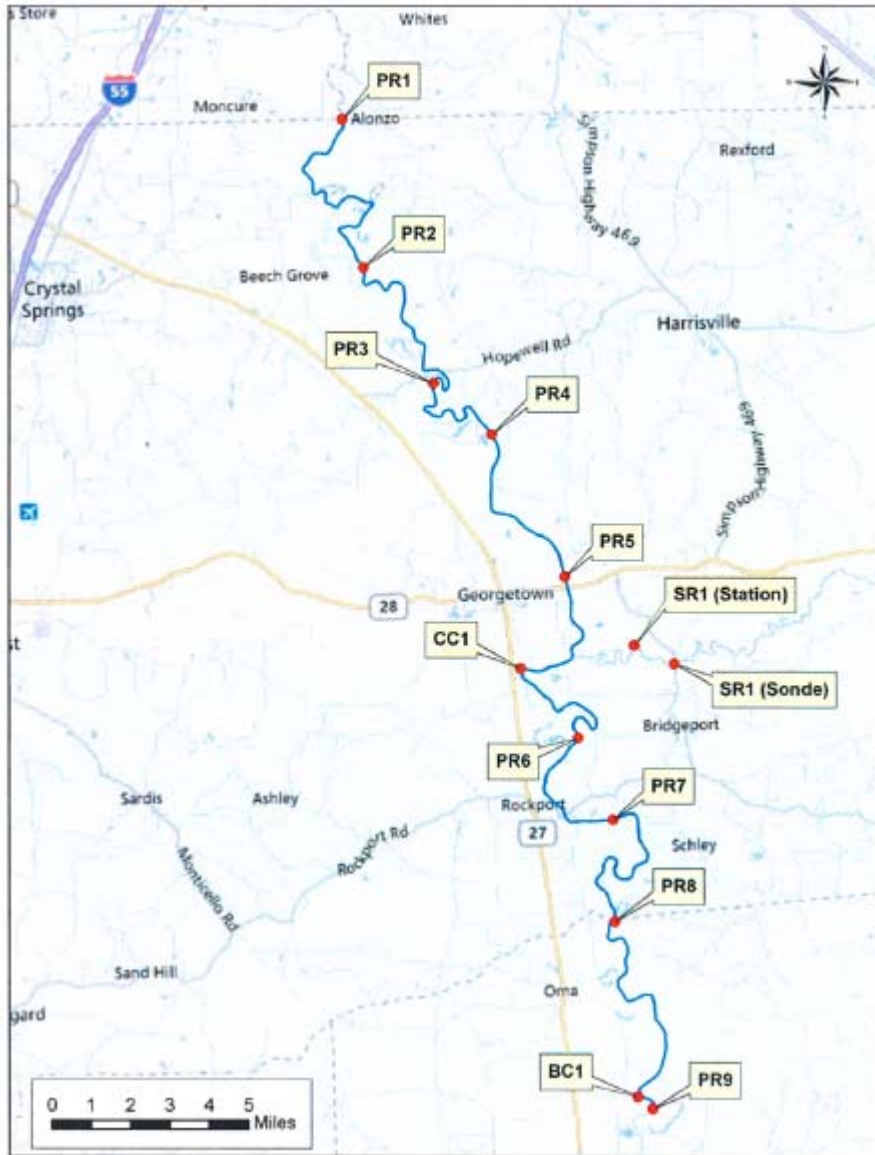 s Store
Whites
55
PR1
Moncure
Alonzo
Rexford
Highway 469
PR2
Beech Grove
Crystal
Springs
Harrisville
Hopewell Rd
PR3
PR4
Simpson Highway 469
PR5
Georgetown
28
SR1 (Station)
st
CC1
SR1 (Sonde)
Bridgeport
PR6
Sardis
Ashley
Rockport
PR7
27
Rockport Rd
Schley
Monticello Rd
PR8
Sand Hill
Oma
gard
BC1
PR9
0 1 2 3 4 5
Miles